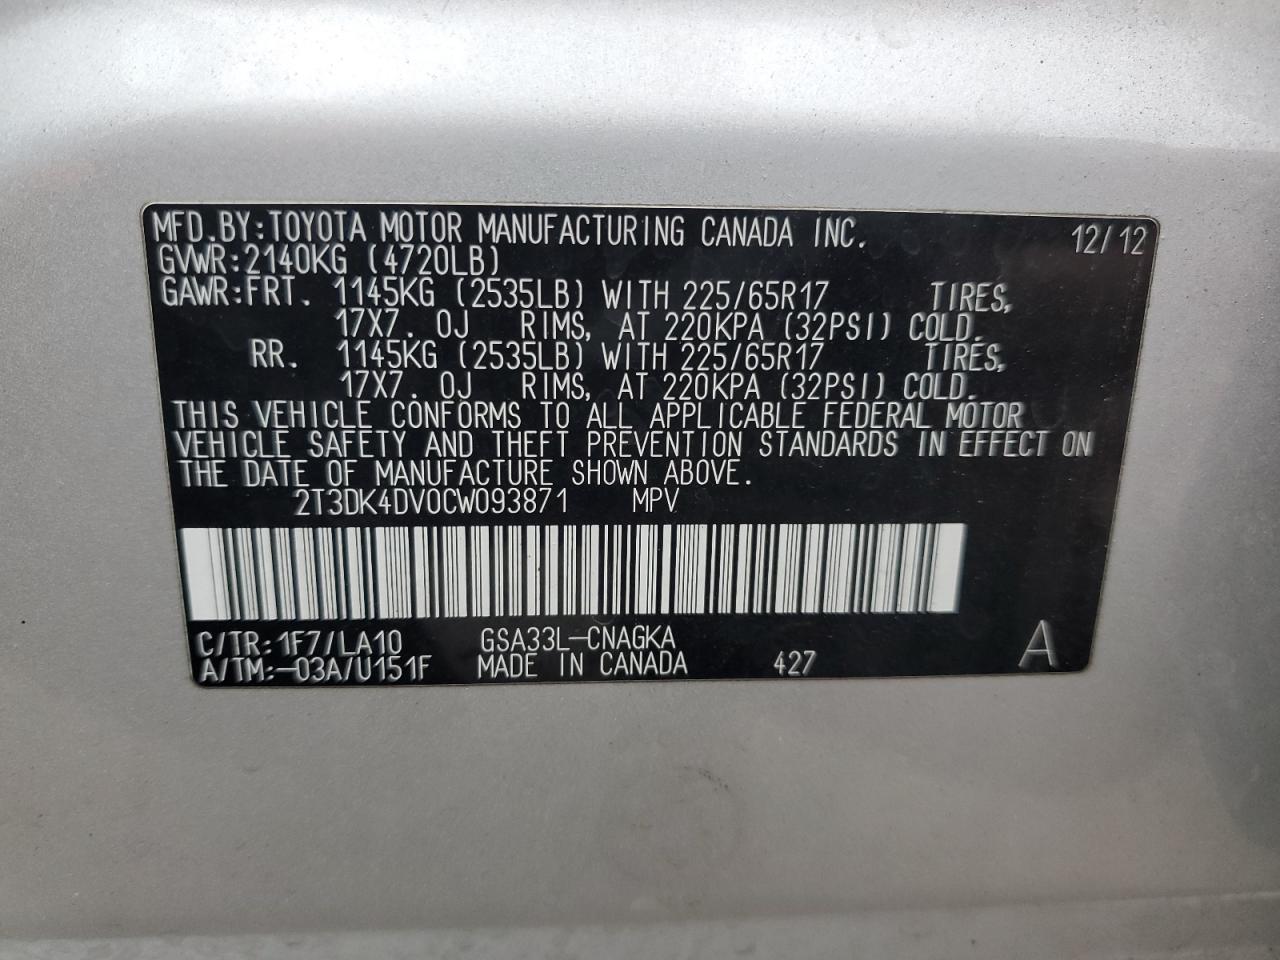 MFD.BY:TOYOTA MOTOR MANUFACTURING CANADA INC. 12/12
GVWR:2140KG (4720LB)
GAWR:FRT. 1145KG (2535LB) WITH 225/65R17 TIRES,
17X7. 0J RIMS, AT 220KPA (32PSI) COLD.
RR. 1145KG (2535LB) WITH 225/65R17 TIRES,
17X7. 0J RIMS, AT 220KPA (32PSI) COLD.
THIS VEHICLE CONFORMS TO ALL APPLICABLE FEDERAL MOTOR
VEHICLE SAFETY AND THEFT PREVENTION STANDARDS IN EFFECT ON
THE DATE OF MANUFACTURE SHOWN ABOVE.
2T3DK4DV0CW093871 MPV
C/TR:1F7/LA10 GSA33L-CNAGKA
A/TM:-03A/U151F MADE IN CANADA 427 A